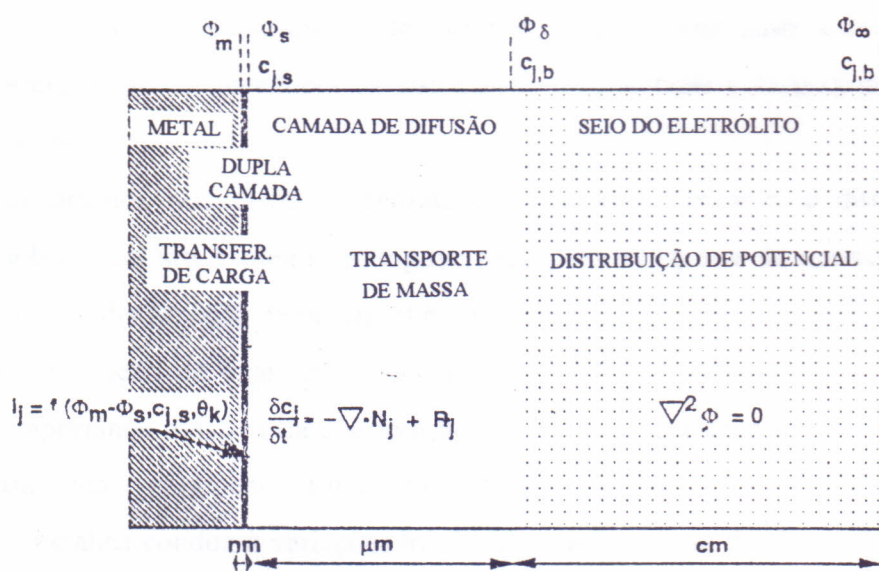 Φm Φs Φδ Φ∞
cj,s cj,b cj,b
METAL CAMADA DE DIFUSÃO SEIO DO ELETRÓLITO
DUPLA
CAMADA
TRANSFER.
DE CARGA
TRANSPORTE
DE MASSA
DISTRIBUIÇÃO DE POTENCIAL
ij = f (Φm-Φs,cj,s,θk)
δcj/δt = -∇·Nj + Rj
∇²Φ = 0
nm µm cm